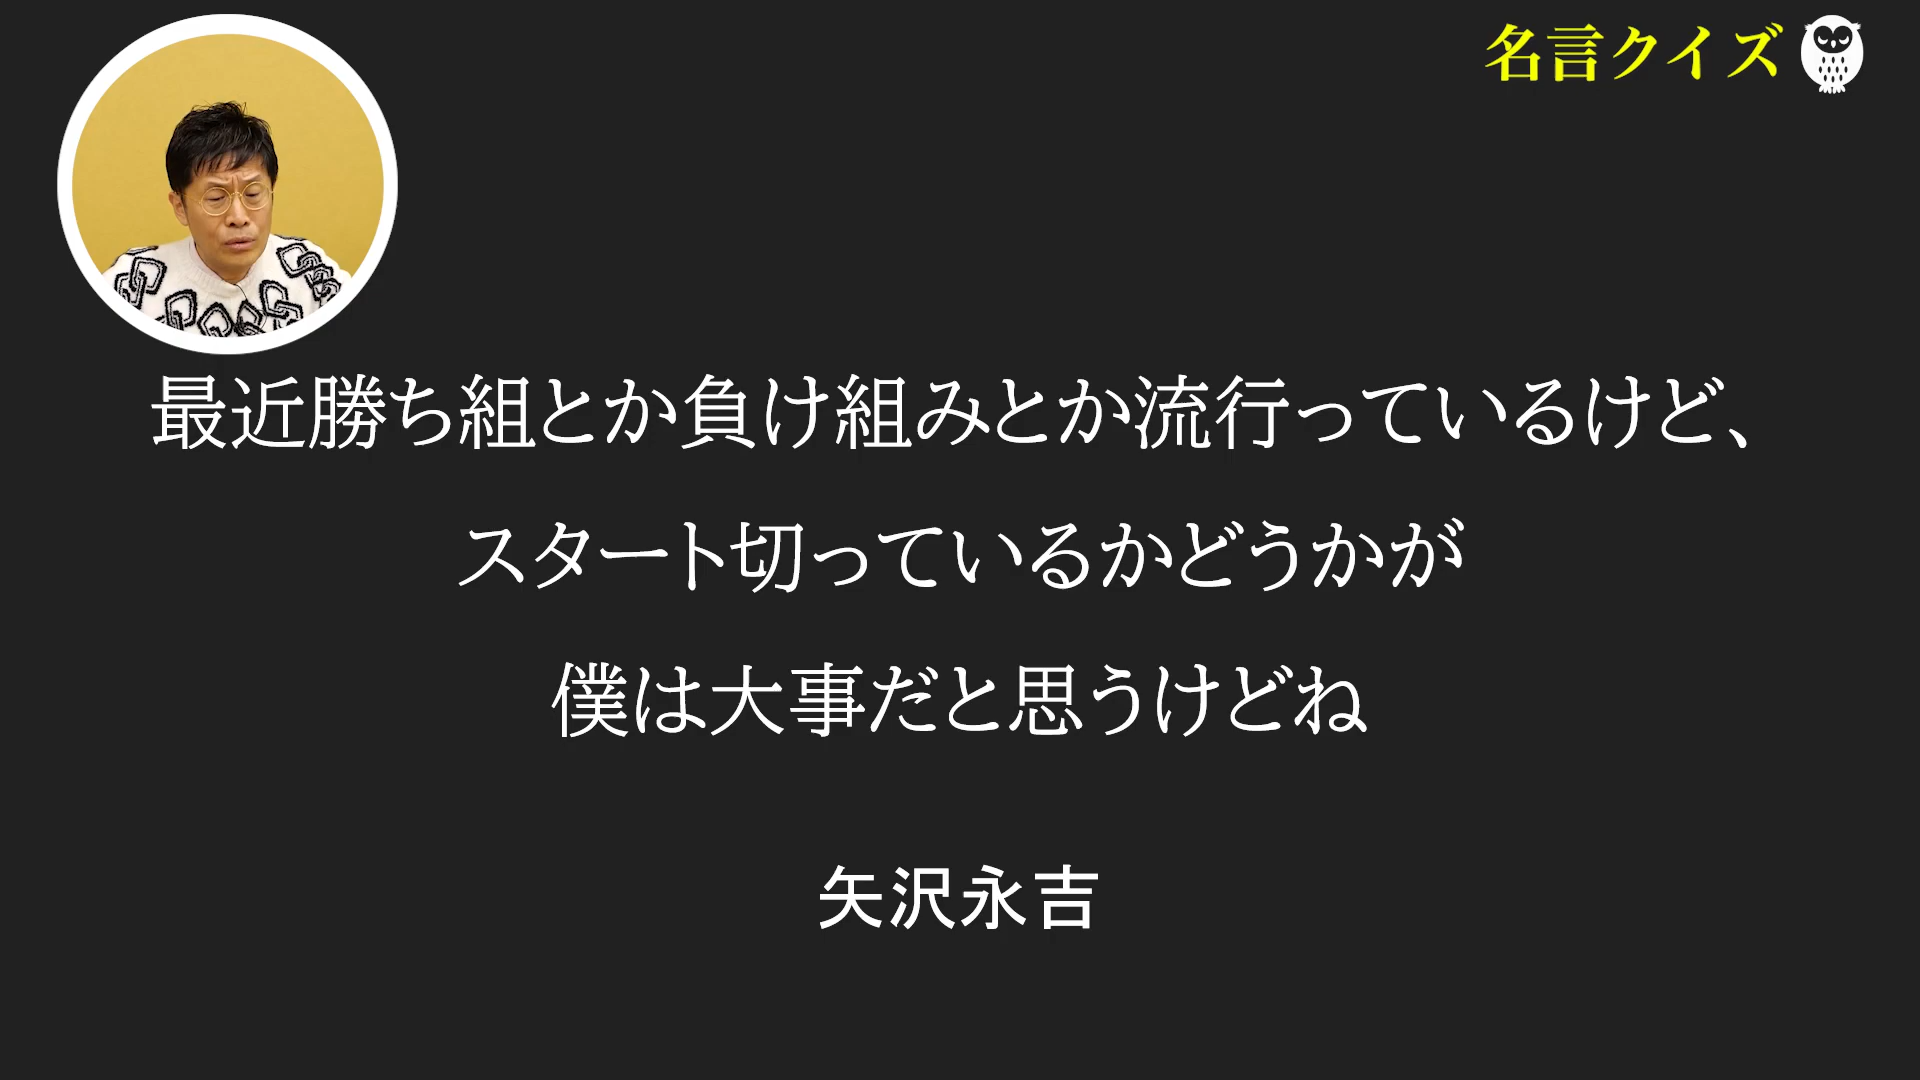 名言クイズ
最近勝ち組とか負け組みとか流行っているけど、
スタート切っているかどうかが
僕は大事だと思うけどね
矢沢永吉